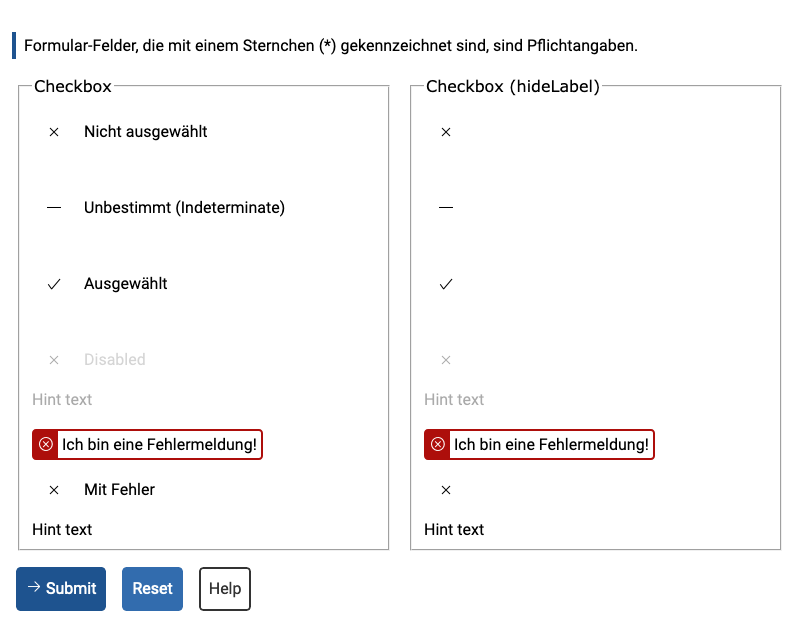 Formular-Felder, die mit einem Sternchen (*) gekennzeichnet sind, sind Pflichtangaben.
Checkbox
Nicht ausgewählt
Unbestimmt (Indeterminate)
Ausgewählt
Disabled
Hint text
Ich bin eine Fehlermeldung!
Mit Fehler
Hint text
Checkbox (hideLabel)
Hint text
Ich bin eine Fehlermeldung!
Hint text
Submit
Reset
Help